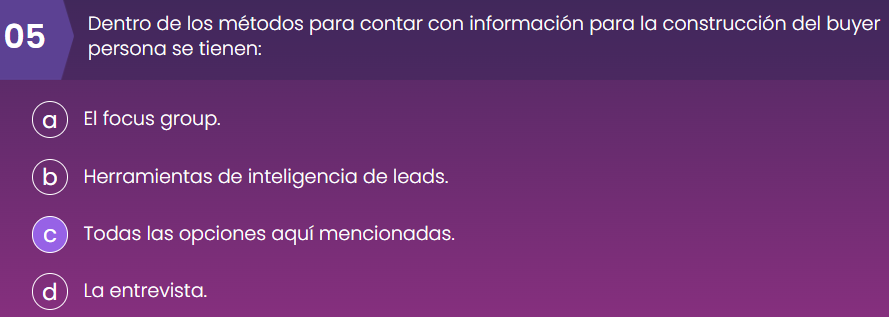 05
Dentro de los métodos para contar con información para la construcción del buyer
persona se tienen:
a El focus group.
b Herramientas de inteligencia de leads.
c Todas las opciones aquí mencionadas.
d La entrevista.